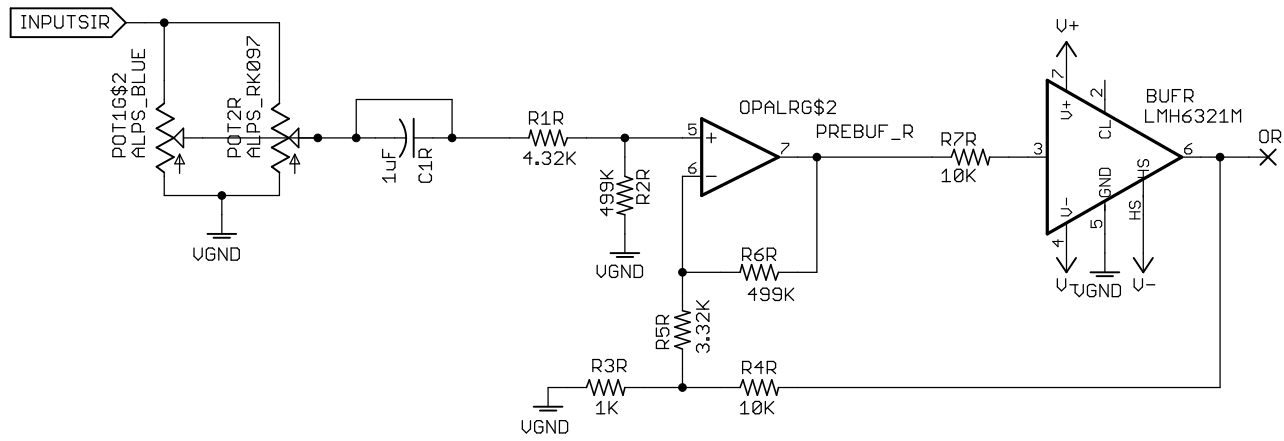 INPUTSIR
POT1G$2
ALPS_BLUE
POT2R
ALPS_RK097
VGND
1uF
C1R
R1R
4.32K
499K
R2R
VGND
OPALRG$2
5
+
6
-
7
PREBUF_R
R6R
499K
R5R
3.32K
R3R
1K
VGND
R4R
10K
R7R
10K
V+
7
V+
2
CL
BUFR
LMH6321M
3
6
OR
V-
4
V-
GND
5
VGND
HS
HS
V-